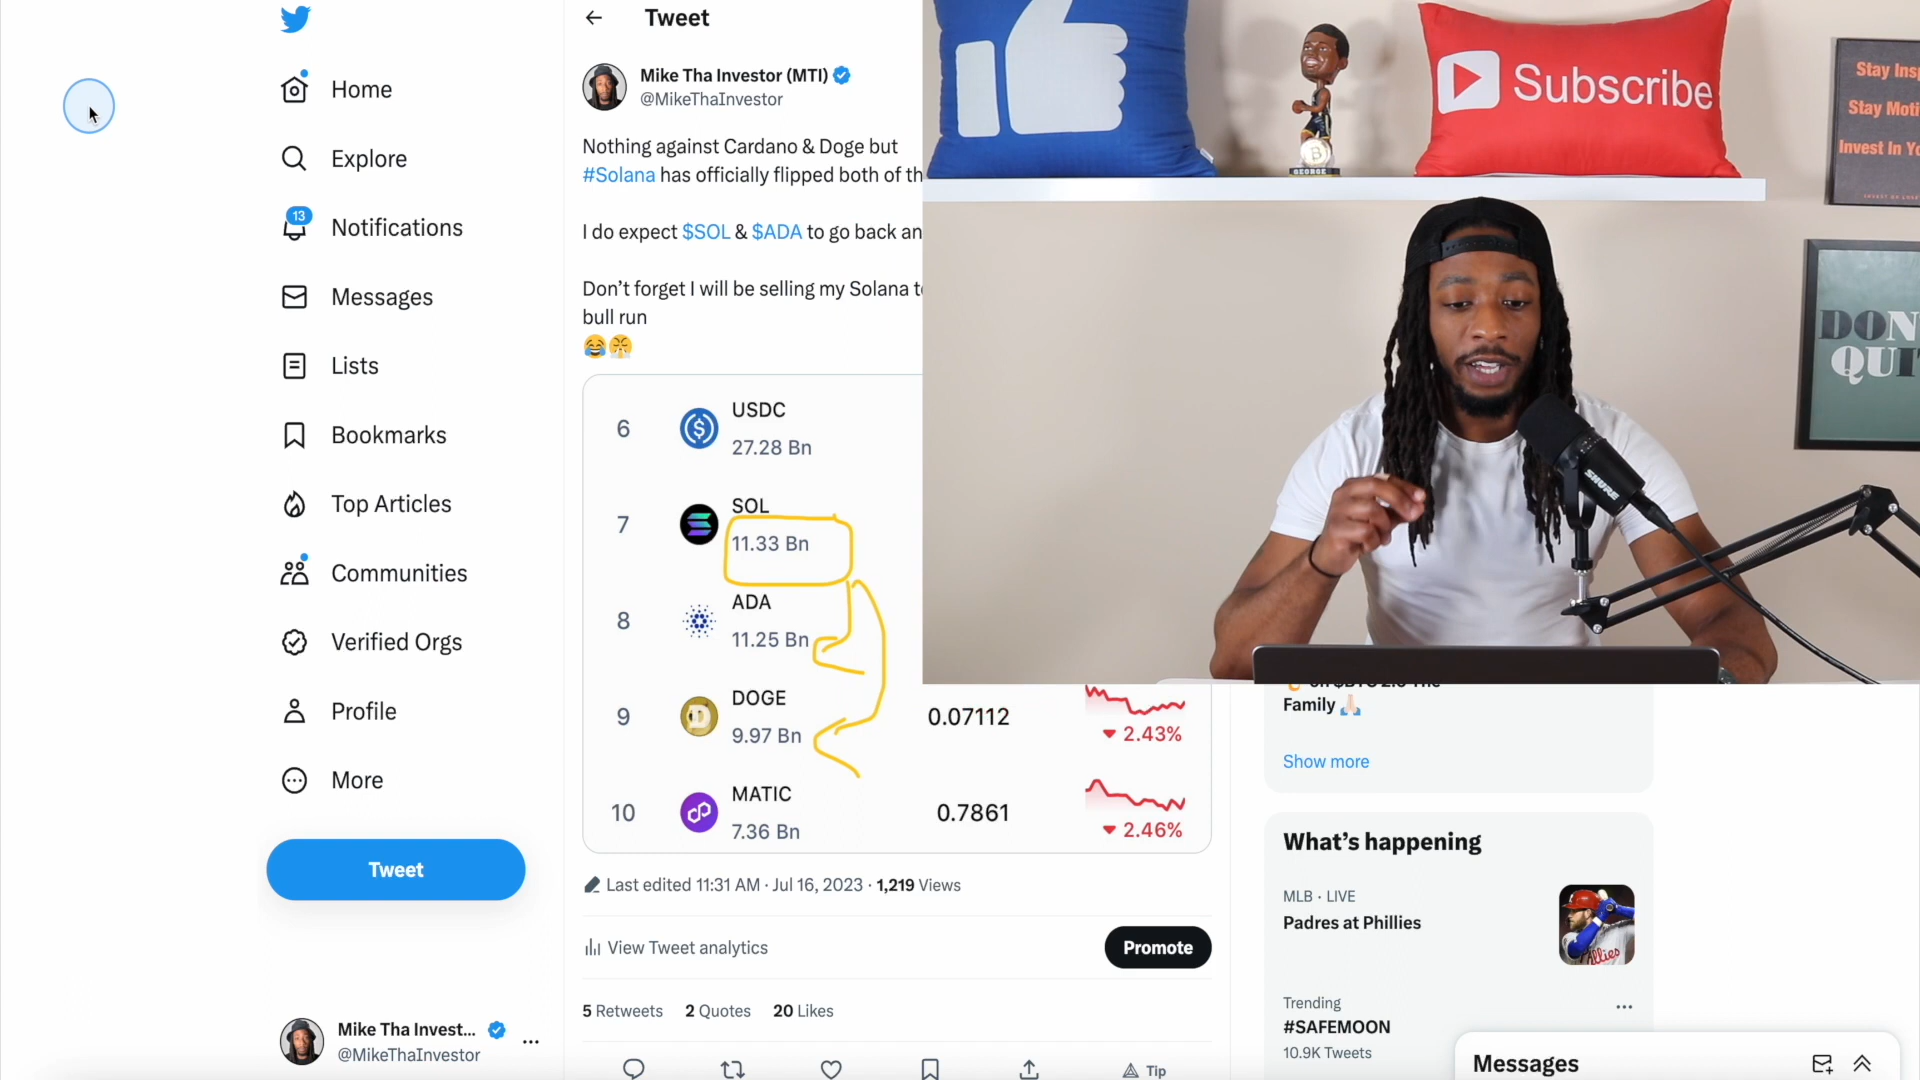 Tweet
Home
Explore
13
Notifications
Messages
Lists
Bookmarks
Top Articles
Communities
Verified Orgs
Profile
More
Tweet
Mike Tha Invest...
@MikeThaInvestor
Mike Tha Investor (MTI)
@MikeThaInvestor
Nothing against Cardano & Doge but
#Solana has officially flipped both of th
I do expect $SOL & $ADA to go back an
Don’t forget I will be selling my Solana t
bull run
6 USDC
27.28 Bn
7 SOL
11.33 Bn
8 ADA
11.25 Bn
9 DOGE
9.97 Bn
0.07112
2.43%
10 MATIC
7.36 Bn
0.7861
2.46%
Last edited 11:31 AM · Jul 16, 2023 · 1,219 Views
View Tweet analytics
Promote
5 Retweets 2 Quotes 20 Likes
Tip
Subscribe
B
GEORGE
Stay Insp
Stay Moti
Invest In Yo
DON
QUI
SHURE
Family
Show more
What’s happening
MLB · LIVE
Padres at Phillies
Trending
#SAFEMOON
10.9K Tweets
Messages